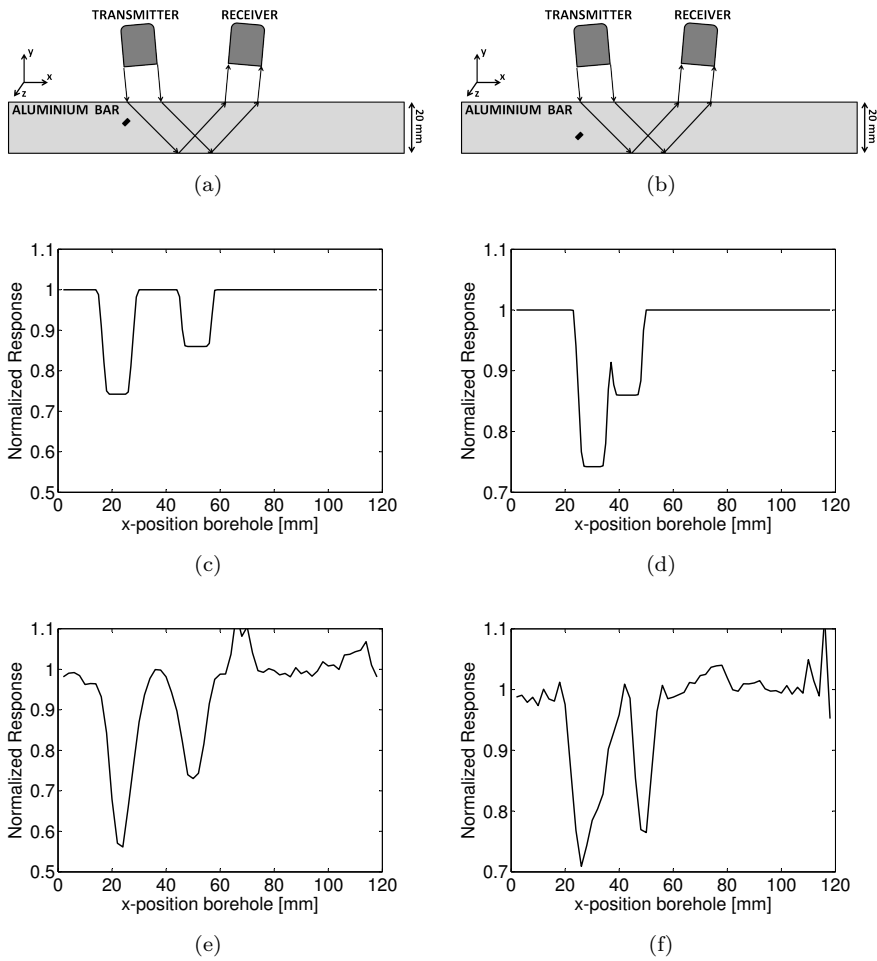 TRANSMITTER RECEIVER
y
x
z
ALUMINIUM BAR
20 mm
(a)
TRANSMITTER RECEIVER
y
x
z
ALUMINIUM BAR
20 mm
(b)
1.1
1
0.9
0.8
0.7
0.6
0.5
0 20 40 60 80 100 120
Normalized Response
x-position borehole [mm]
(c)
1.1
1
0.9
0.8
0.7
0 20 40 60 80 100 120
Normalized Response
x-position borehole [mm]
(d)
1.1
1
0.9
0.8
0.7
0.6
0.5
0 20 40 60 80 100 120
Normalized Response
x-position borehole [mm]
(e)
1.1
1
0.9
0.8
0.7
0 20 40 60 80 100 120
Normalized Response
x-position borehole [mm]
(f)